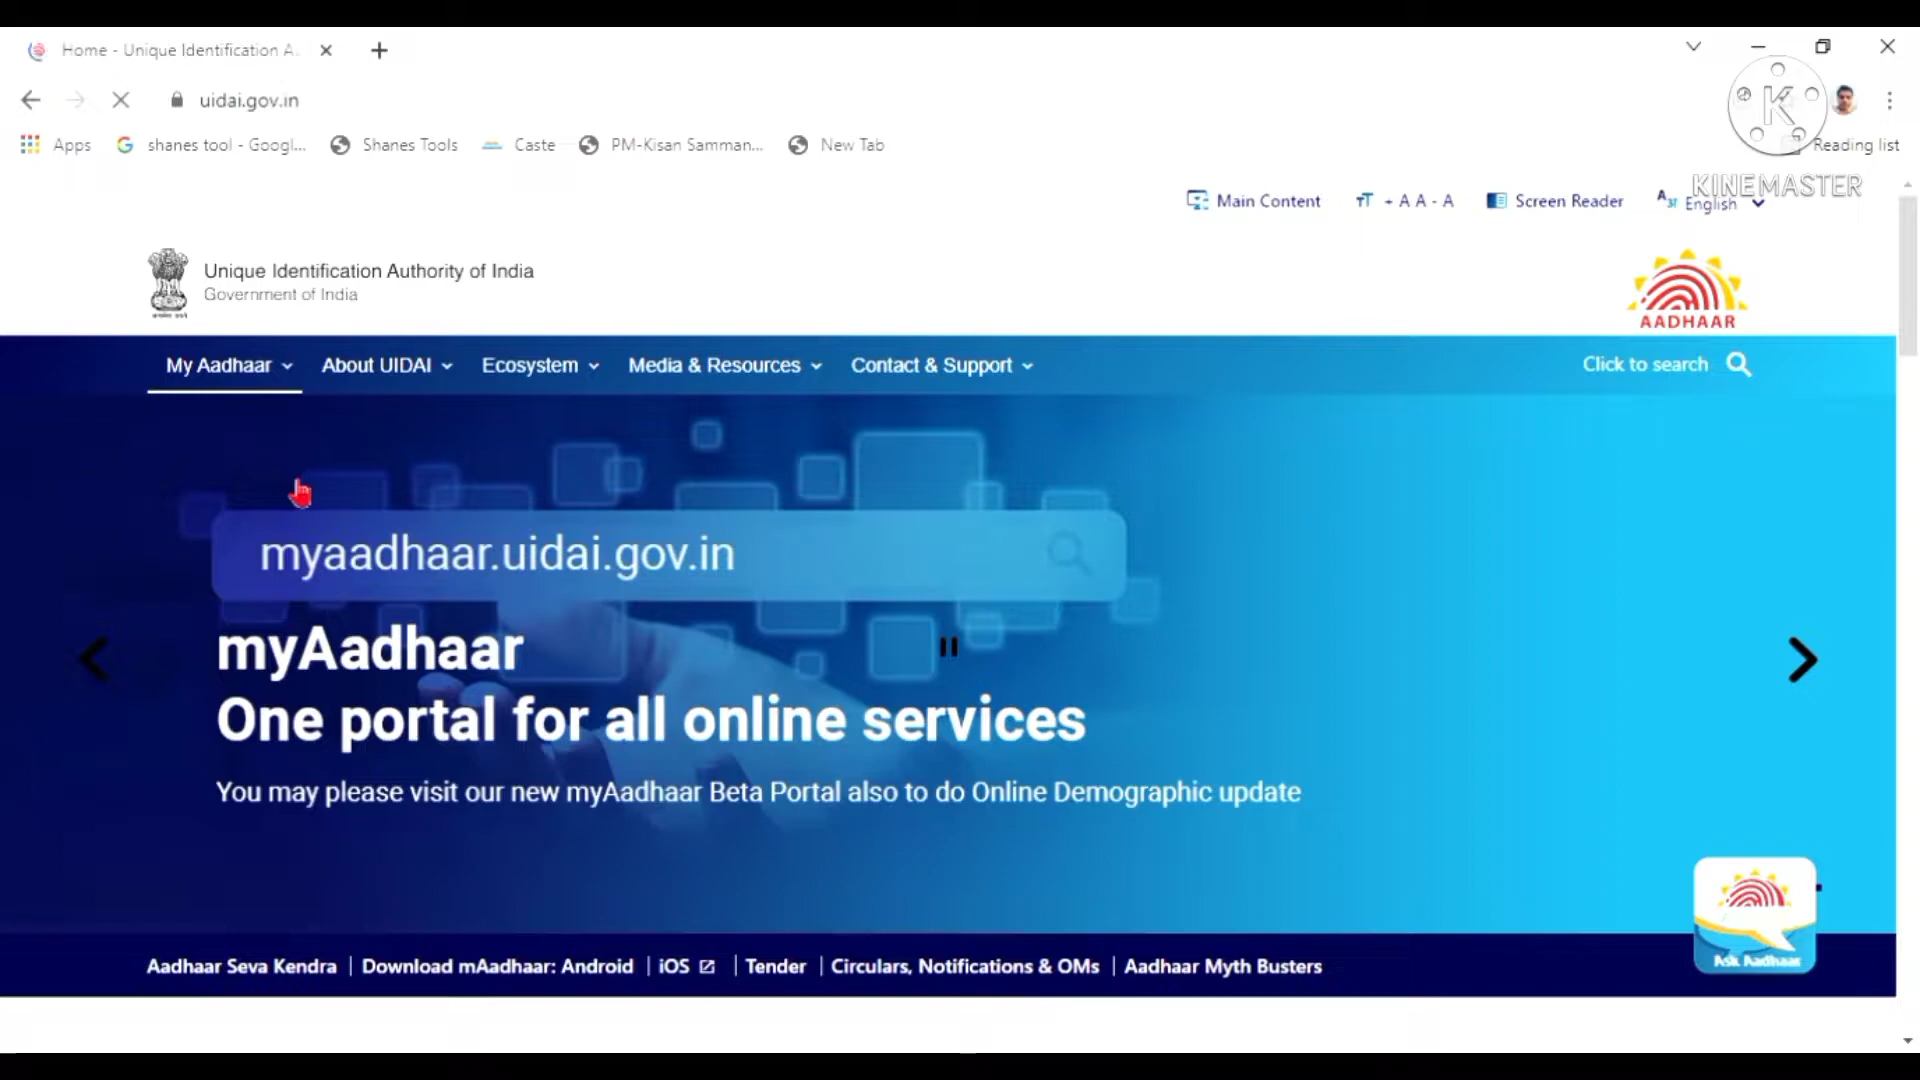 Home - Unique Identification A
uidai.gov.in
Apps shanes tool - Googl... Shanes Tools Caste PM-Kisan Samman... New Tab Reading list
K
KINEMASTER
Main Content TT + A A - A Screen Reader English
Unique Identification Authority of India
Government of India
AADHAAR
My Aadhaar About UIDAI Ecosystem Media & Resources Contact & Support Click to search
myaadhaar.uidai.gov.in
myAadhaar
One portal for all online services
You may please visit our new myAadhaar Beta Portal also to do Online Demographic update
Ask Aadhaar
Aadhaar Seva Kendra | Download mAadhaar: Android | iOS | Tender | Circulars, Notifications & OMs | Aadhaar Myth Busters